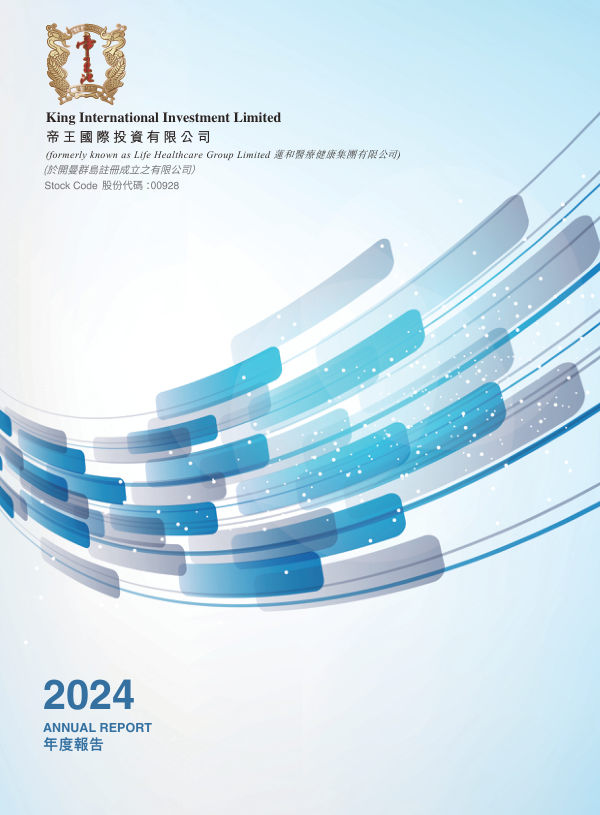 King International Investment Limited
帝王國際投資有限公司
(formerly known as Life Healthcare Group Limited 蓮和醫療健康集團有限公司)
(於開曼群島註冊成立之有限公司)
Stock Code 股份代碼：00928
2024
ANNUAL REPORT
年度報告